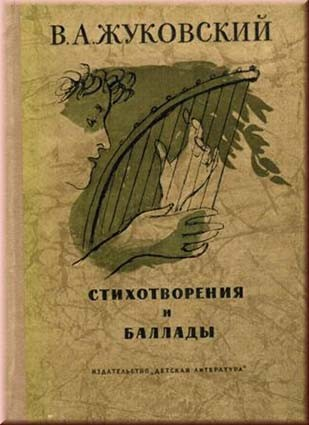 В.А.ЖУКОВСКИЙ
СТИХОТВОРЕНИЯ
И
БАЛЛАДЫ
ИЗДАТЕЛЬСТВО „ДЕТСКАЯ ЛИТЕРАТУРА"